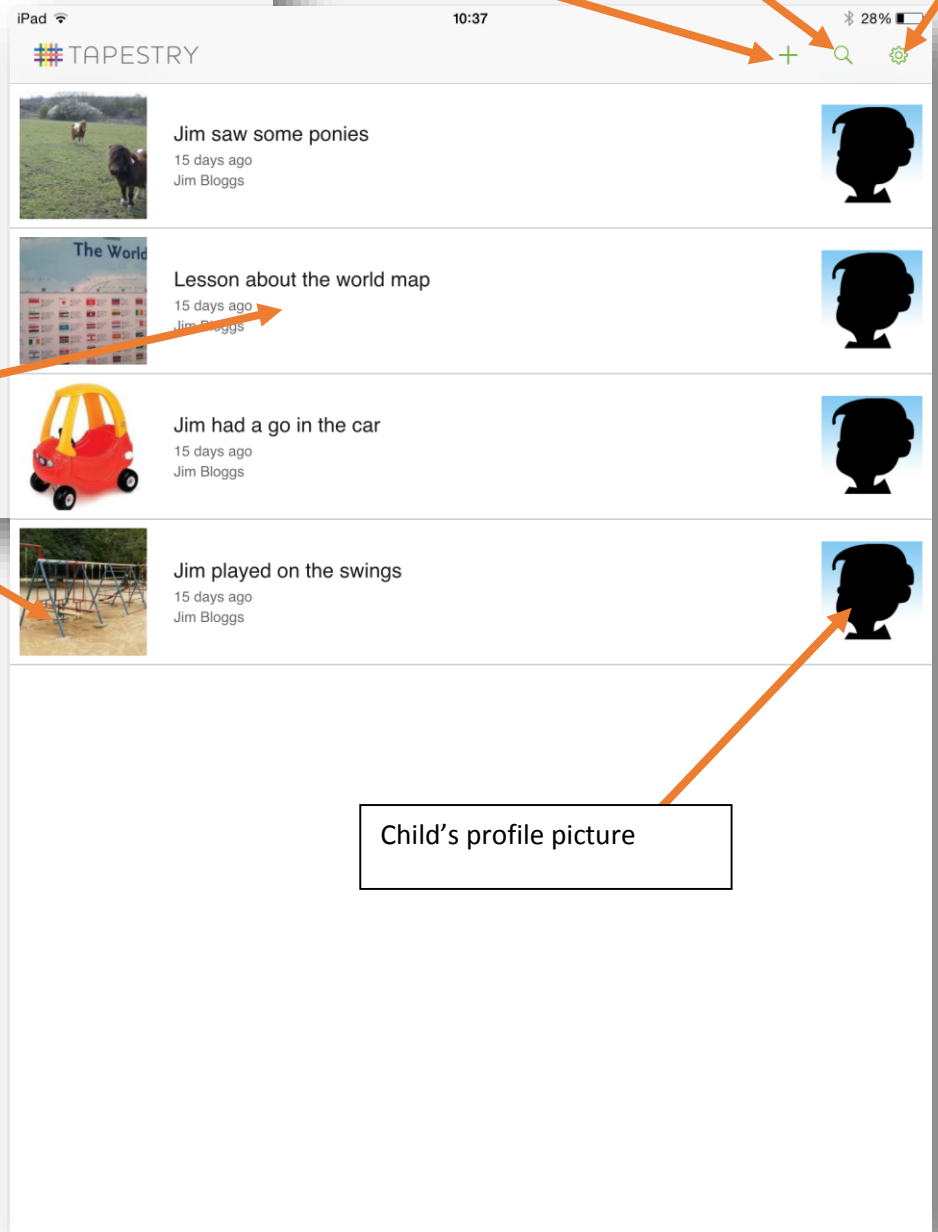 iPad 10:37 28%
TAPESTRY
Jim saw some ponies
15 days ago
Jim Bloggs
The World
Lesson about the world map
15 days ago
Jim Bloggs
Jim had a go in the car
15 days ago
Jim Bloggs
Jim played on the swings
15 days ago
Jim Bloggs
Child’s profile picture